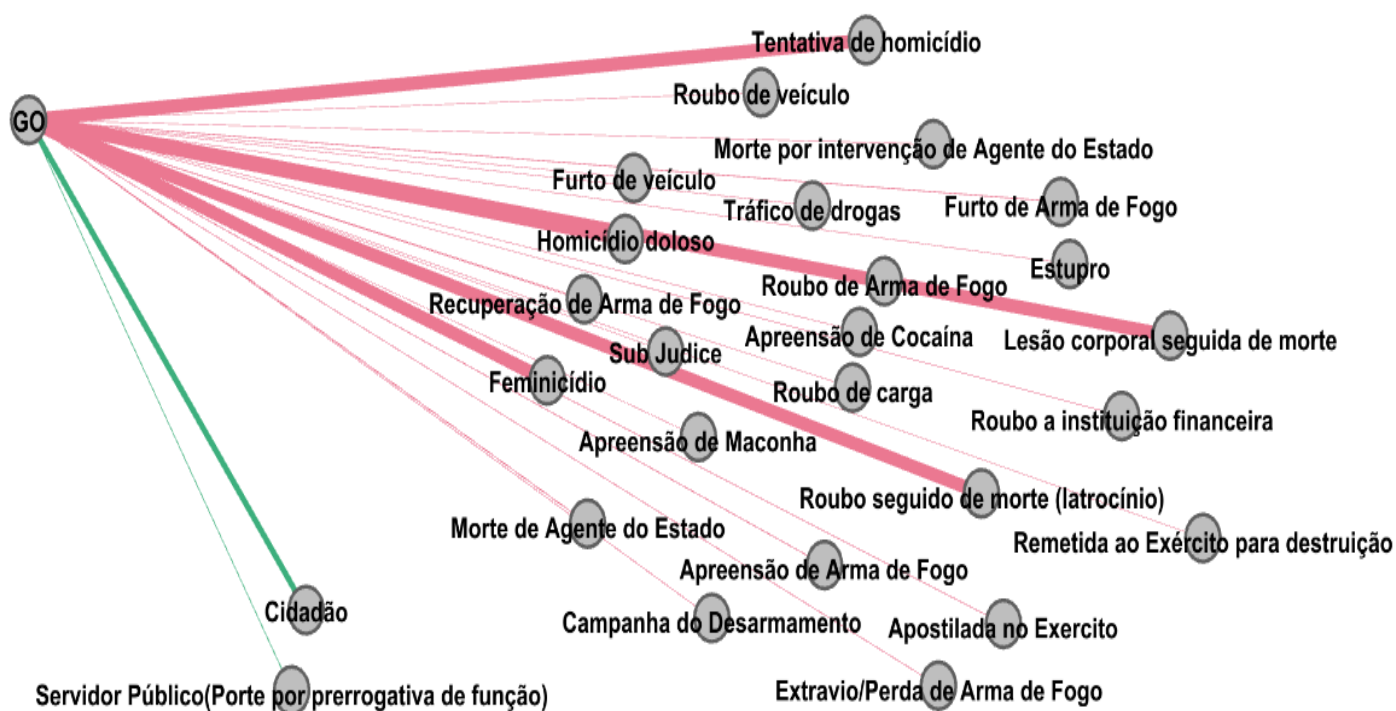 Tentativa de homicídio
Roubo de veículo
GO
Morte por intervenção de Agente do Estado
Furto de veículo
Tráfico de drogas
Furto de Arma de Fogo
Homicídio doloso
Estupro
Roubo de Arma de Fogo
Recuperação de Arma de Fogo
Apreensão de Cocaína
Lesão corporal seguida de morte
Sub Judice
Feminicídio
Roubo de carga
Roubo a instituição financeira
Apreensão de Maconha
Roubo seguido de morte (latrocínio)
Morte de Agente do Estado
Remetida ao Exército para destruição
Apreensão de Arma de Fogo
Cidadão
Campanha do Desarmamento
Apostilada no Exercito
Servidor Público(Porte por prerrogativa de função)
Extravio/Perda de Arma de Fogo